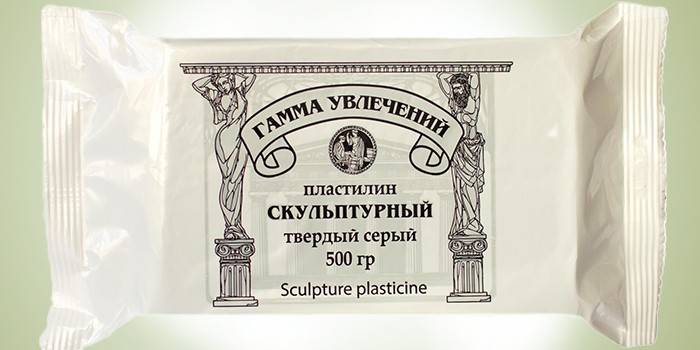 ГАММА УВЛЕЧЕНИЙ
пластилин
СКУЛЬПТУРНЫЙ
твердый серый
500 гр
Sculpture plasticine